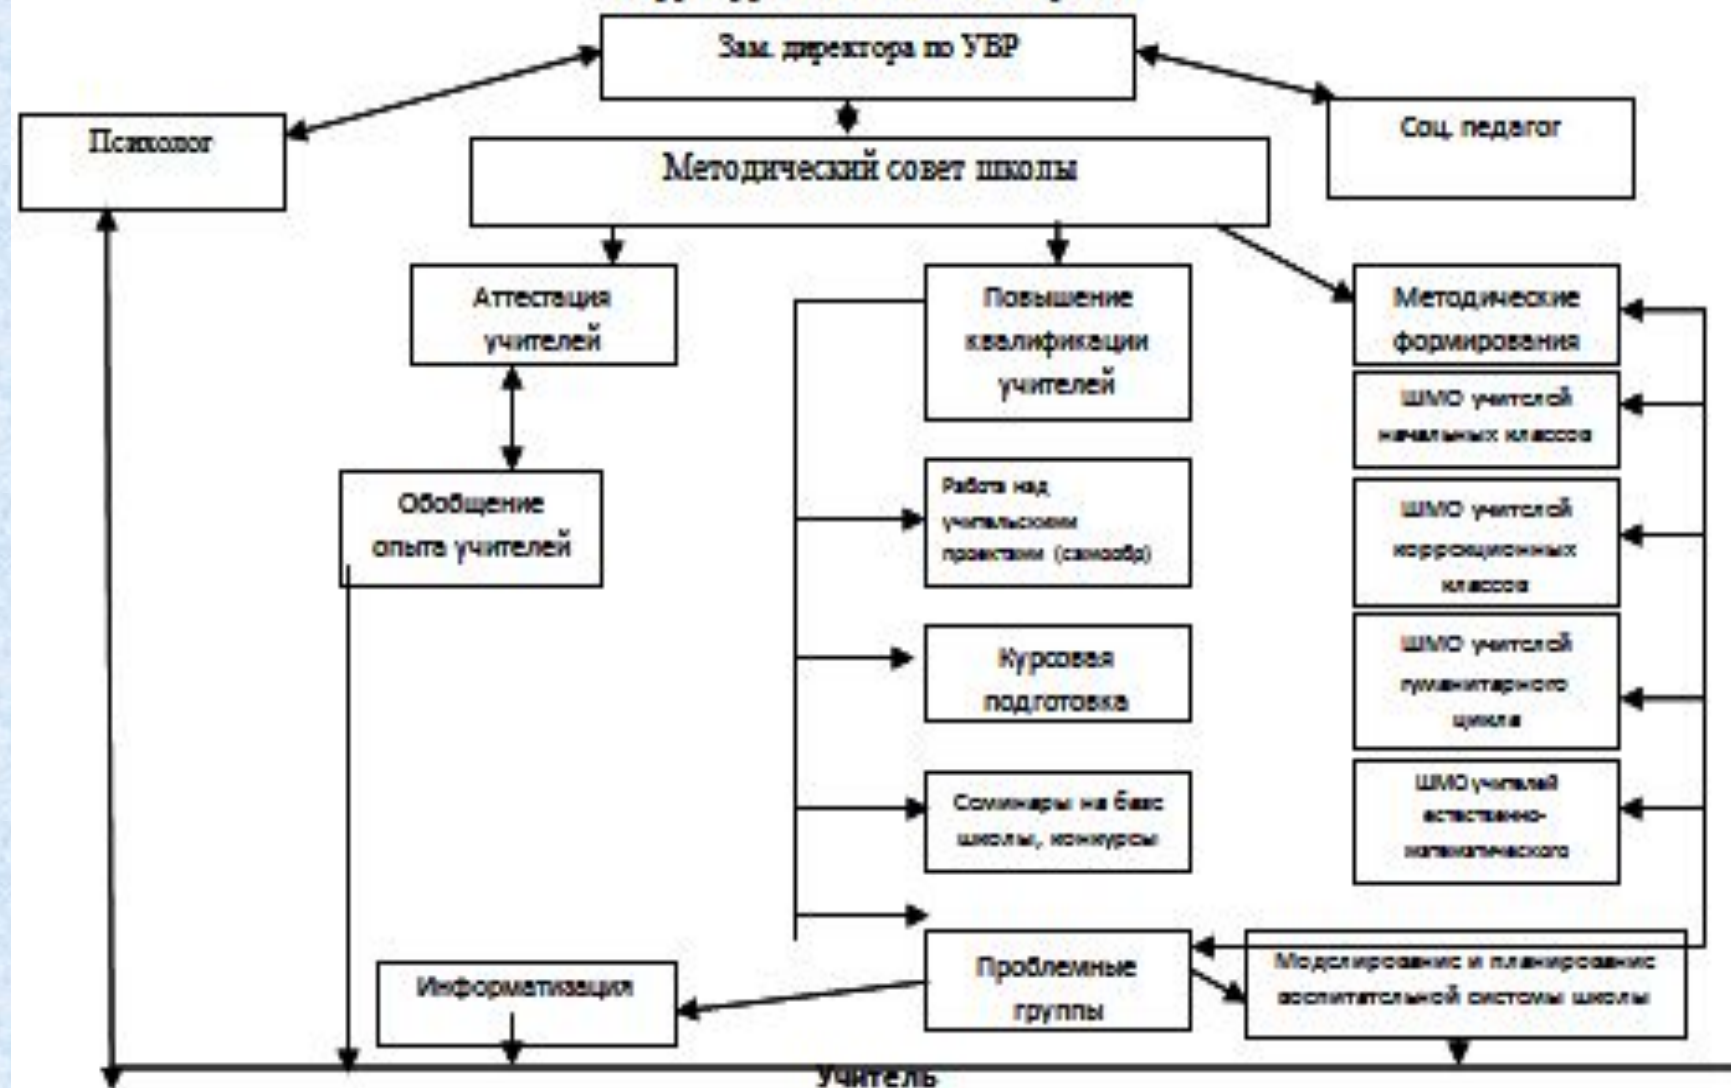 Зам. директора по УВР
Психолог
Соц. педагог
Методический совет школы
Аттестация
учителей
Повышение
квалификации
учителей
Методические
формирования
ШМО учителей
начальных классов
Обобщение
опыта учителей
Работа над
учительскими
проектами (самообр)
ШМО учителей
коррекционных
классов
Курсовая
подготовка
ШМО учителей
гуманитарного
цикла
Семинары на базе
школы, конкурсы
ШМО учителей
естественно-
математического
Информатизация
Проблемные
группы
Моделирование и планирование
воспитательной системы школы
Учитель